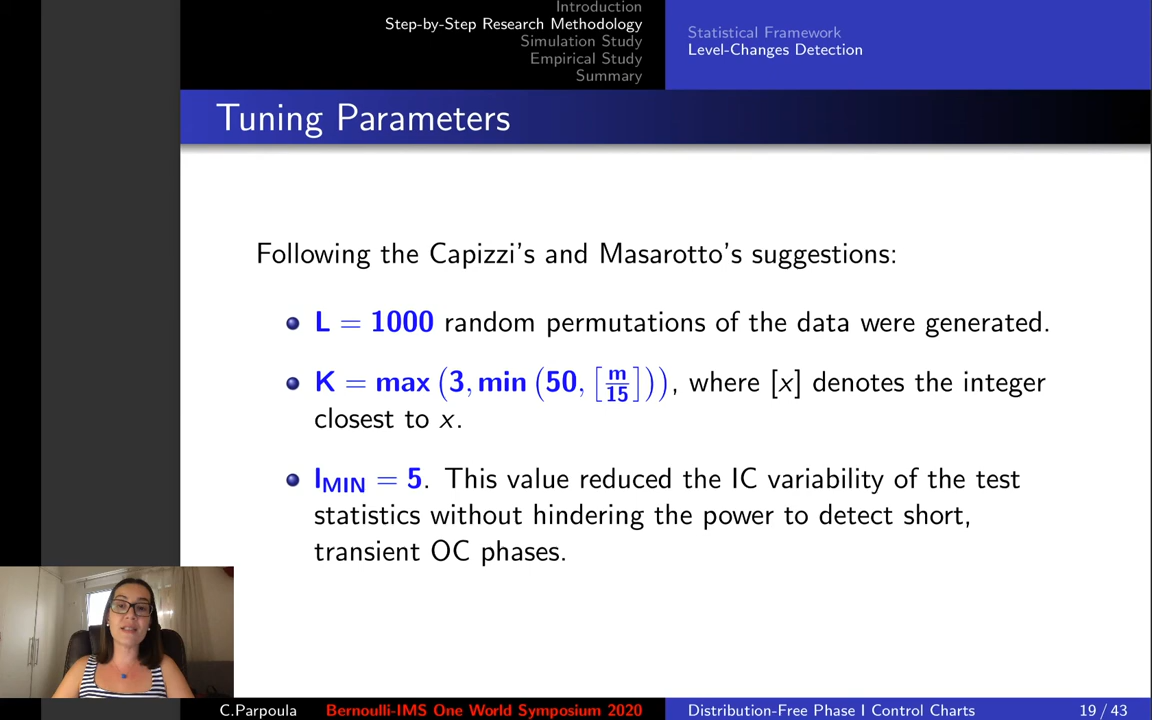 Introduction
Step-by-Step Research Methodology
Simulation Study
Empirical Study
Summary
Statistical Framework
Level-Changes Detection
Tuning Parameters
Following the Capizzi's and Masarotto's suggestions:
L = 1000 random permutations of the data were generated.
K = max (3, min (50, [m/15])), where [x] denotes the integer
closest to x.
l_MIN = 5. This value reduced the IC variability of the test
statistics without hindering the power to detect short,
transient OC phases.
C.Parpoula Bernoulli-IMS One World Symposium 2020 Distribution-Free Phase I Control Charts 19 / 43